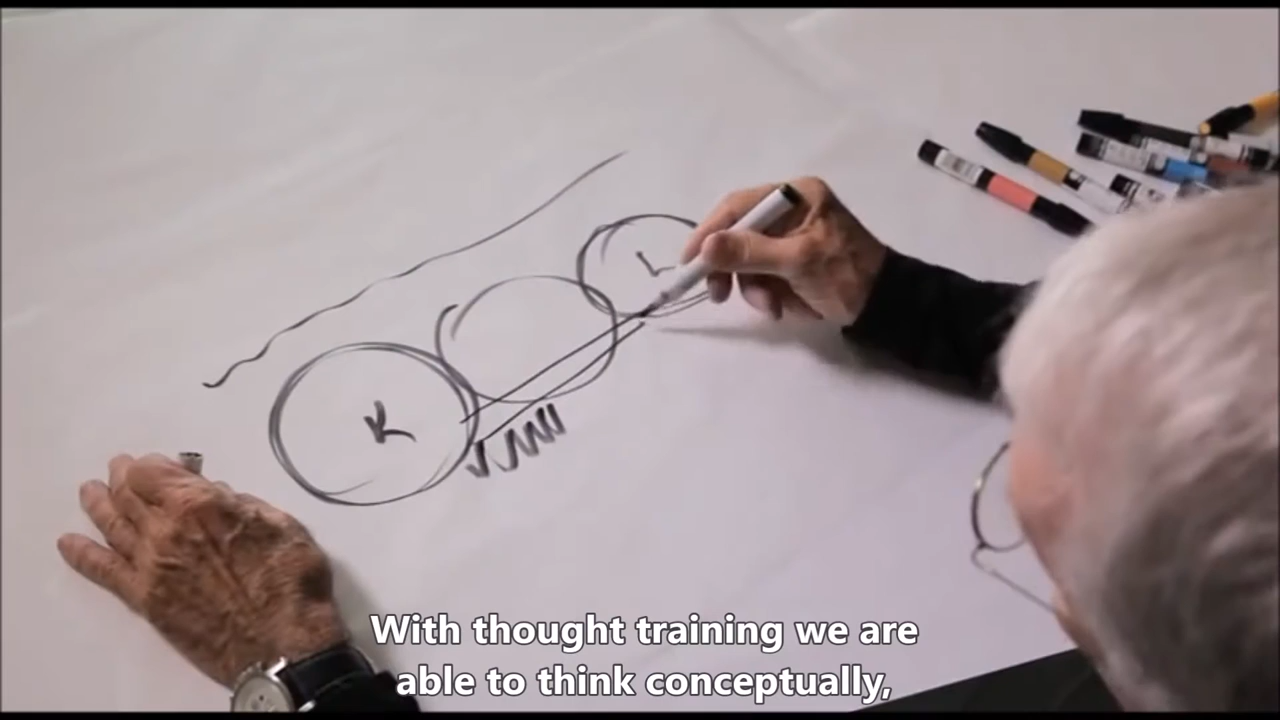 L
K
With thought training we are
able to think conceptually,